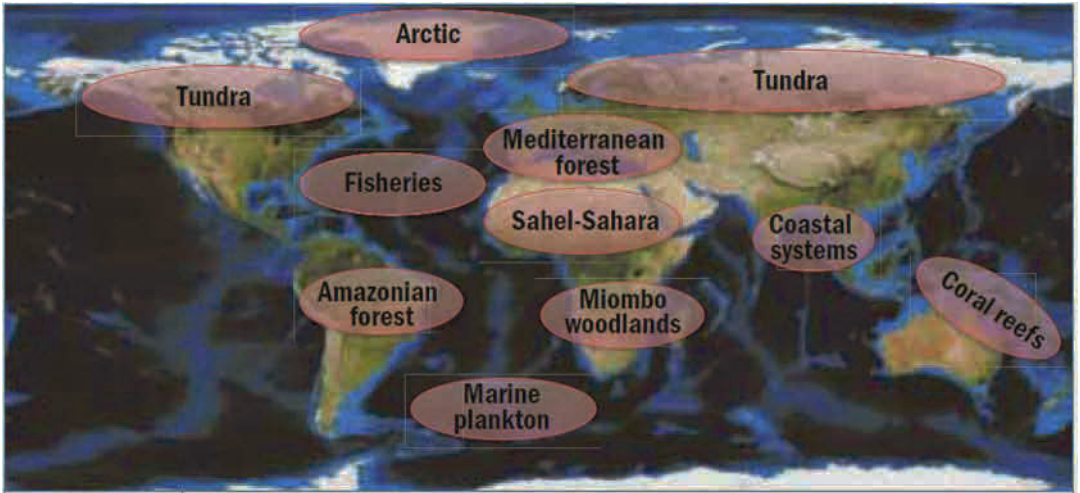 Arctic
Tundra
Tundra
Mediterranean
forest
Fisheries
Sahel-Sahara
Coastal
systems
Amazonian
forest
Miombo
woodlands
Coral reefs
Marine
plankton